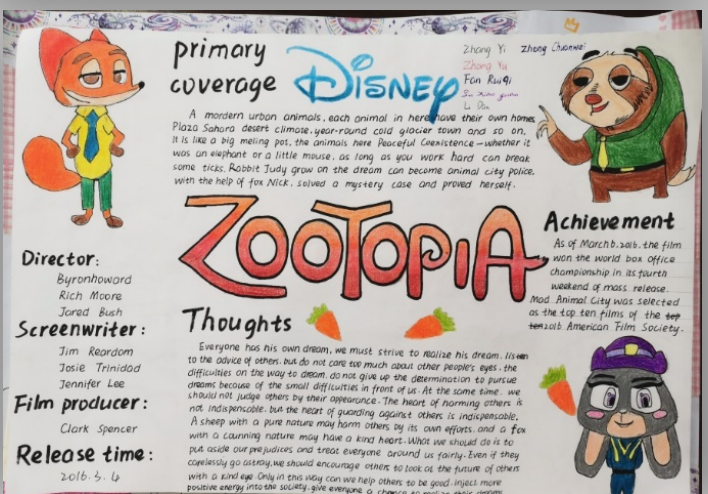 primary
coverage
DISNEY
Zhang Yi Zhang Chunwei
Zhang Yu
Fan Ruiqi
A mordern urban animals, each animal in here have their own homes,
Plaza Sahara desert climate, year-round cold glacier town and so on.
It is like a big meling pot, the animals here Peaceful Coexistence - whether it
was an elephant or a little mouse, as long as you work hard can break
some ticks. Rabbit Judy grow on the dream can become animal city police,
with the help of fox Nick, solved a mystery case and proved herself.
ZOOTOPIA
Director:
Byronhoward
Rich Moore
Jared Bush
Screenwriter:
Jim Reardom
Josie Trinidad
Jennifer Lee
Film producer:
Clark Spencer
Release time:
2016.3.4
Thoughts
Everyone has his own dream, we must strive to realize his dream, listen
to the advice of others, but do not care too much about other people's eyes, the
difficulties on the way to dream, do not give up the determination to pursue
dreams because of the small difficulties in front of us. At the same time, we
should not judge others by their appearance. The heart of harming others is
not indispensable, but the heart of guarding against others is indispensable.
A sheep with a pure nature may harm others by its own efforts, and a fox
with a counning nature may have a kind heart. What we should do is to
put aside our prejudices and treat everyone around us fairly. Even if they
carelessly go astray, we should encourage others to look at the future of others
with a kind eye. Only in this way can we help others to be good, inject more
positive energy into the society, give everyone a chance to
Achievement
As of March 6, 2016, the film
won the world box office
championship in its fourth
weekend of mass release.
Mad Animal City was selected
as the top ten films of the top
ten 2016 American Film Society.